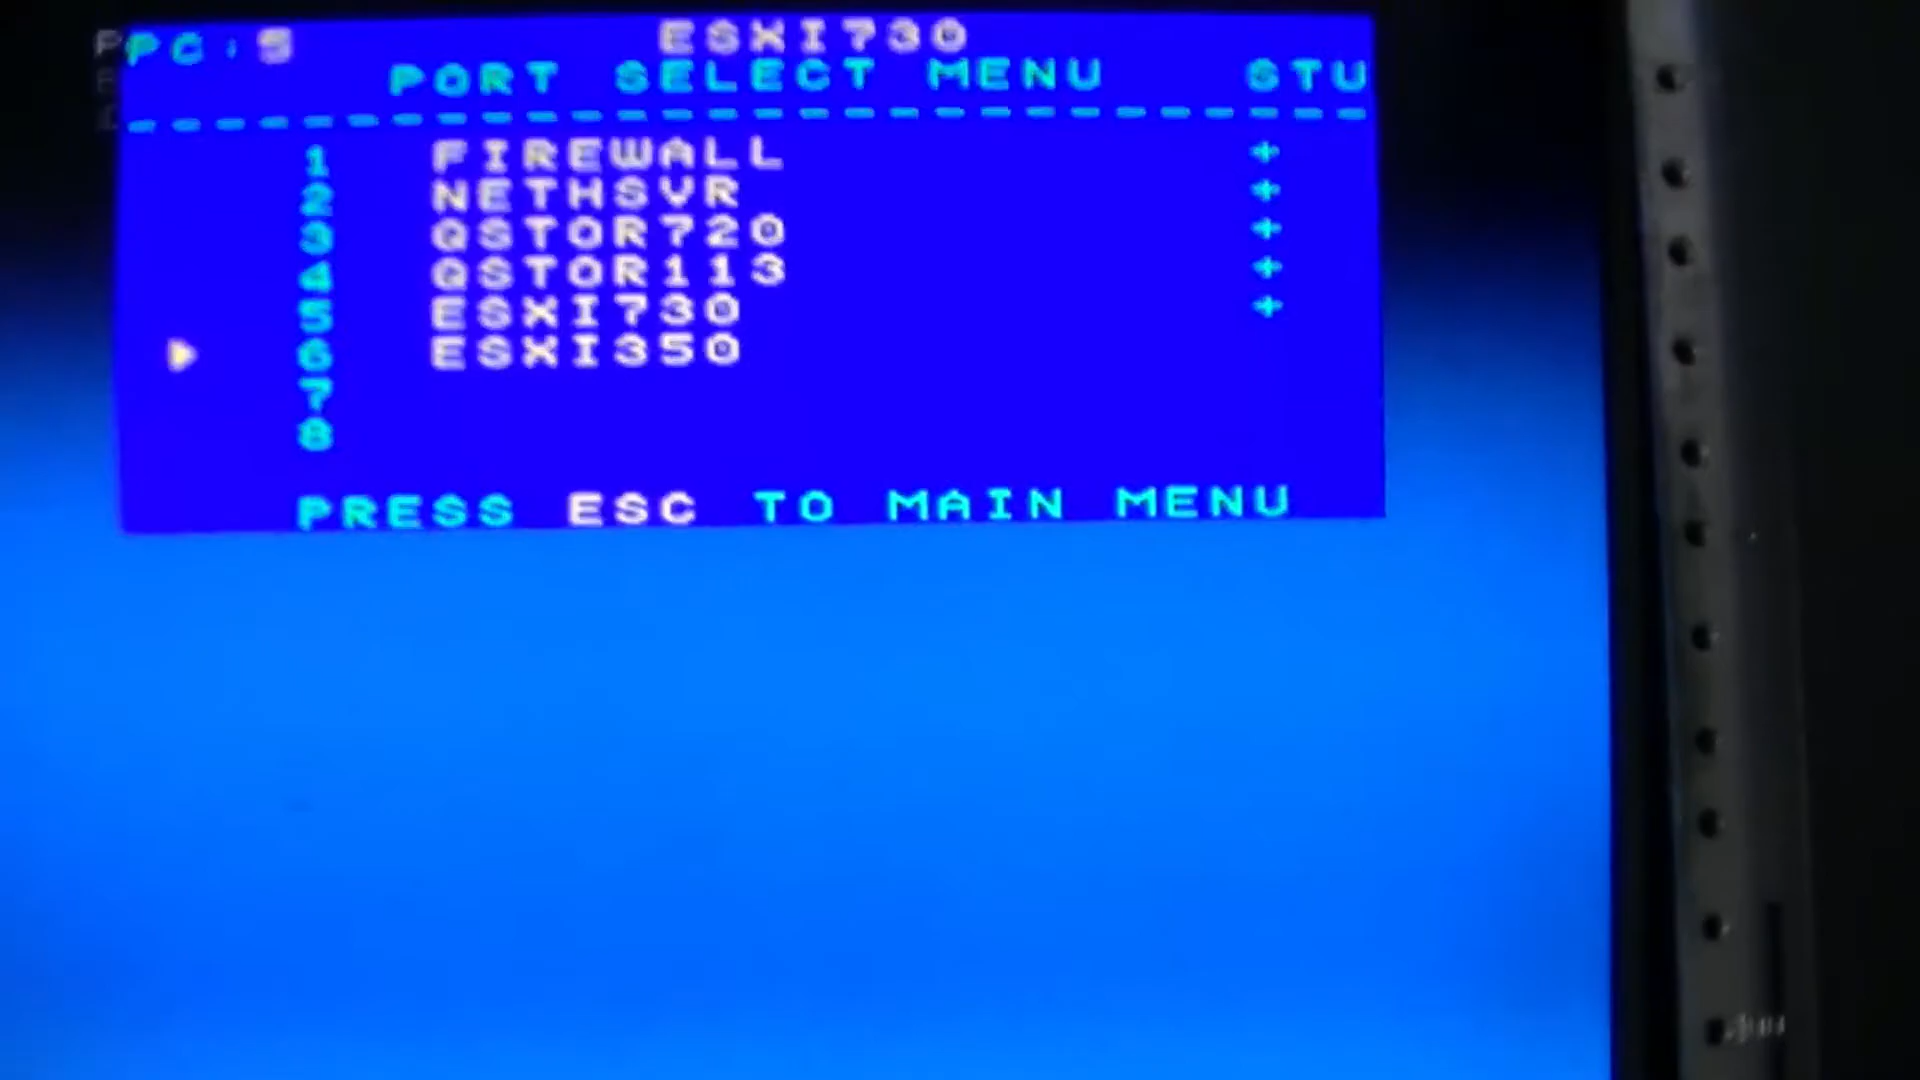 PC:5 ESXI730
PORT SELECT MENU STU
1 FIREWALL +
2 NETHSVR +
3 QSTOR720 +
4 QSTOR113 +
5 ESXI730 +
6 ESXI350
7
8
PRESS ESC TO MAIN MENU